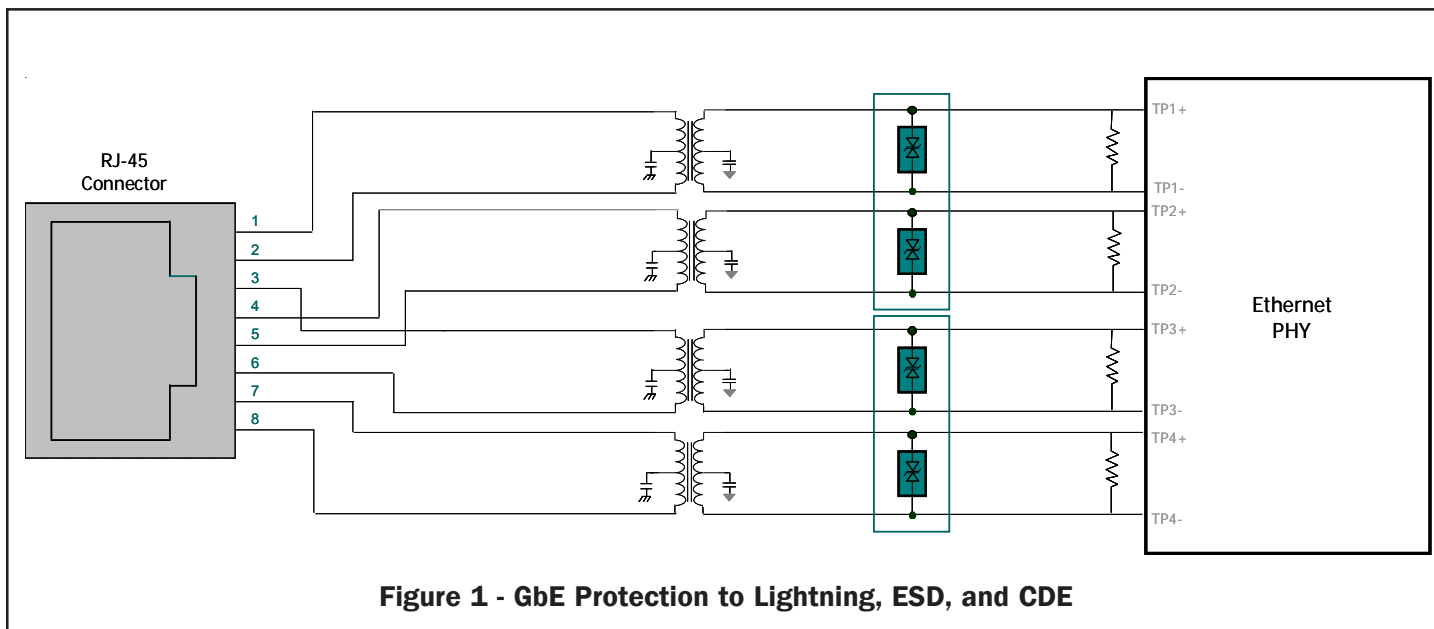 RJ-45
Connector
1
2
3
4
5
6
7
8
TP1+
TP1-
TP2+
TP2-
TP3+
TP3-
TP4+
TP4-
Ethernet
PHY
Figure 1 - GbE Protection to Lightning, ESD, and CDE